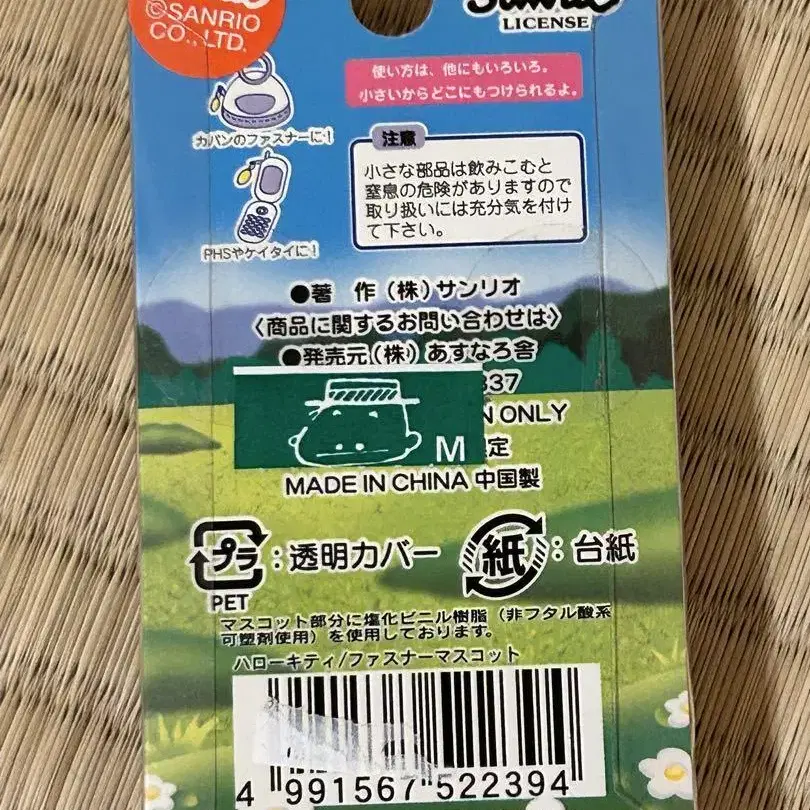 ©SANRIO
CO., LTD.
LICENSE
使い方は、他にもいろいろ。
小さいからどこにもつけられるよ。
カバンのファスナーに!
注意
小さな部品は飲みこむと
窒息の危険がありますので
取り扱いには充分気を付け
て下さい。
PHSやケイタイに!
●著 作(株)サンリオ
〈商品に関するお問い合わせは〉
●発売元(株)あすなろ舎
337
N ONLY
定
M
MADE IN CHINA 中国製
プラ:透明カバー
紙:台紙
PET
マスコット部分に塩化ビニル樹脂(非フタル酸系
可塑剤使用)を使用しております。
ハローキティ/ファスナーマスコット
4 991567 522394